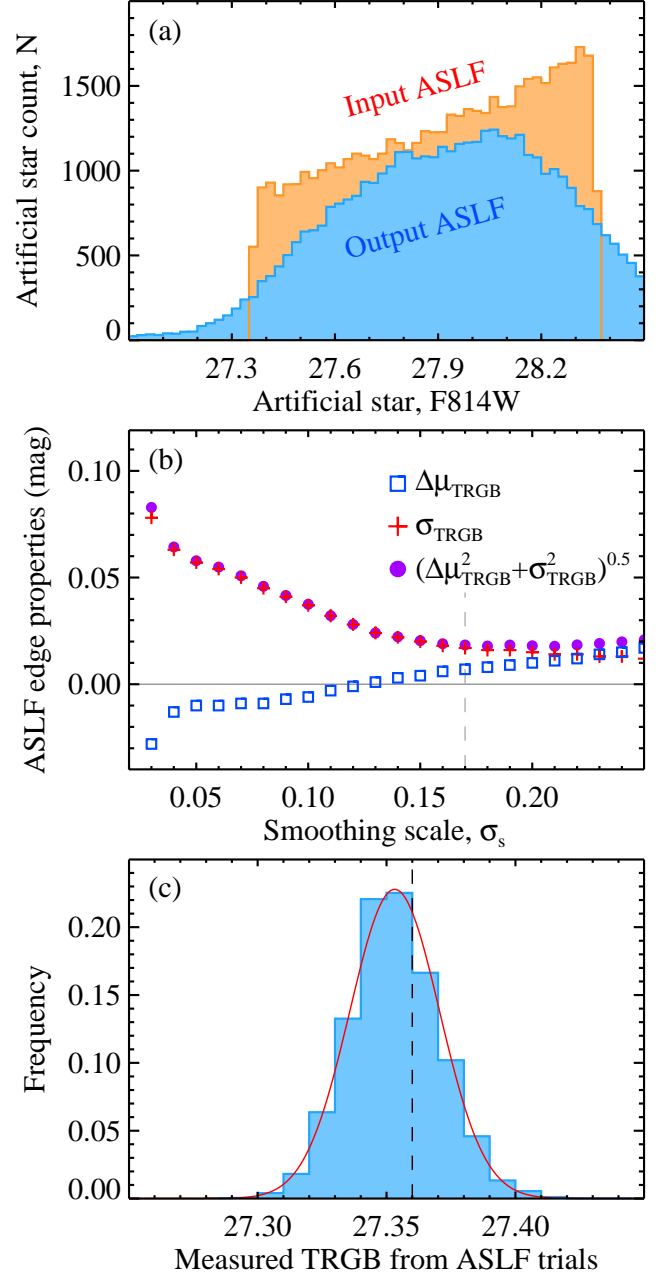 (a)
Input ASLF
Output ASLF
Artificial star count, N
1500
1000
500
0
27.3 27.6 27.9 28.2
Artificial star, F814W
(b)
Δμ_TRGB
σ_TRGB
(Δμ²_TRGB+σ²_TRGB)^0.5
ASLF edge properties (mag)
0.10
0.05
0.00
0.05 0.10 0.15 0.20
Smoothing scale, σ_s
(c)
Frequency
0.20
0.15
0.10
0.05
0.00
27.30 27.35 27.40
Measured TRGB from ASLF trials